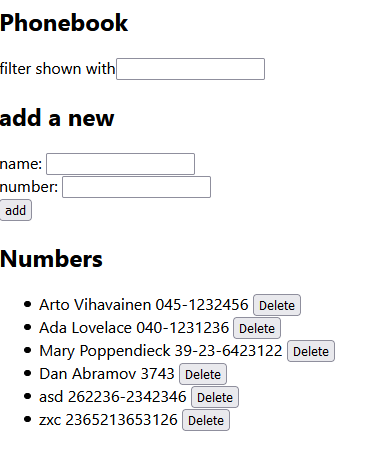 Phonebook
filter shown with
add a new
name:
number:
add
Numbers
Arto Vihavainen 045-1232456 Delete
Ada Lovelace 040-1231236 Delete
Mary Poppendieck 39-23-6423122 Delete
Dan Abramov 3743 Delete
asd 262236-2342346 Delete
zxc 2365213653126 Delete